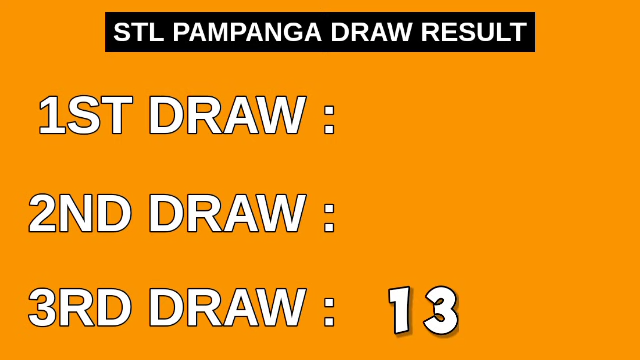 STL PAMPANGA DRAW RESULT
1ST DRAW :
2ND DRAW :
3RD DRAW : 13